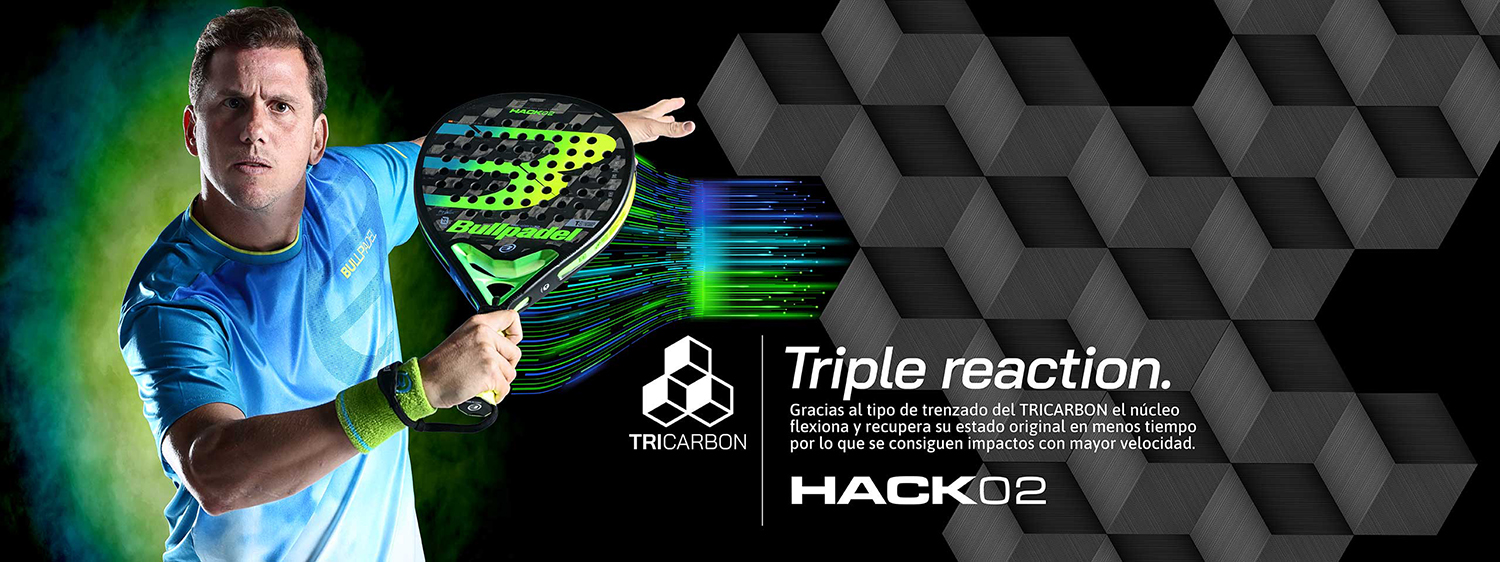 HACK02
Bullpadel
BULLPADEL
TRICARBON
Triple reaction.
Gracias al tipo de trenzado del TRICARBON el núcleo
flexiona y recupera su estado original en menos tiempo
por lo que se consiguen impactos con mayor velocidad.
HACK02